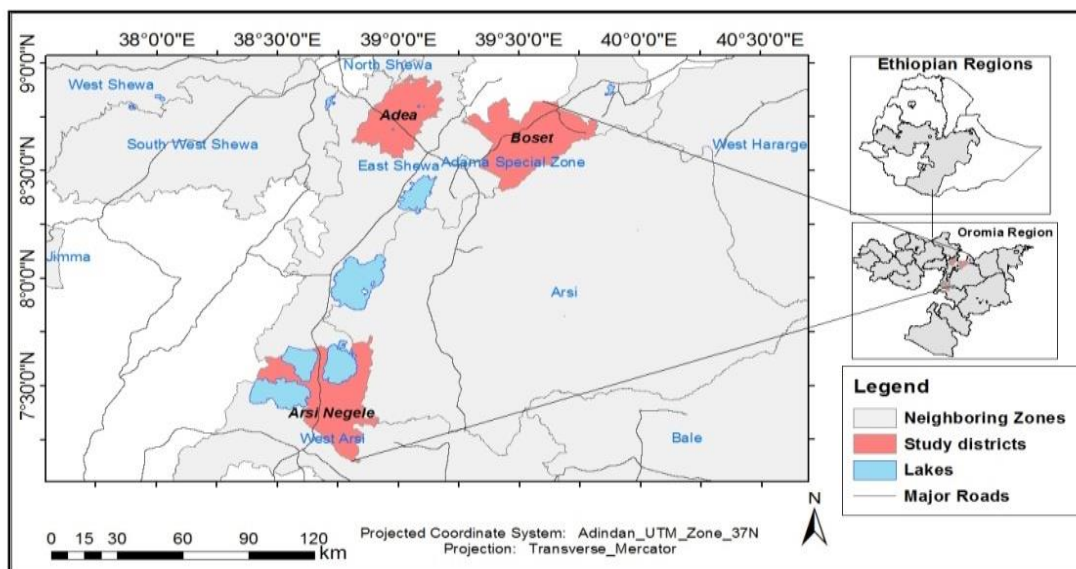 38°0'0"E 38°30'0"E 39°0'0"E 39°30'0"E 40°0'0"E 40°30'0"E
9°0'0"N
8°30'0"N
8°0'0"N
7°30'0"N
North Shewa
West Shewa
Adea
South West Shewa
Boset
West Hararge
East Shewa
Adama Special Zone
Jimma
Arsi
Arsi Negele
West Arsi
Bale
Ethiopian Regions
Oromia Region
Legend
Neighboring Zones
Study districts
Lakes
Major Roads
N
0 15 30 60 90 120
km
Projected Coordinate System: Adindan_UTM_Zone_37N
Projection: Transverse_Mercator